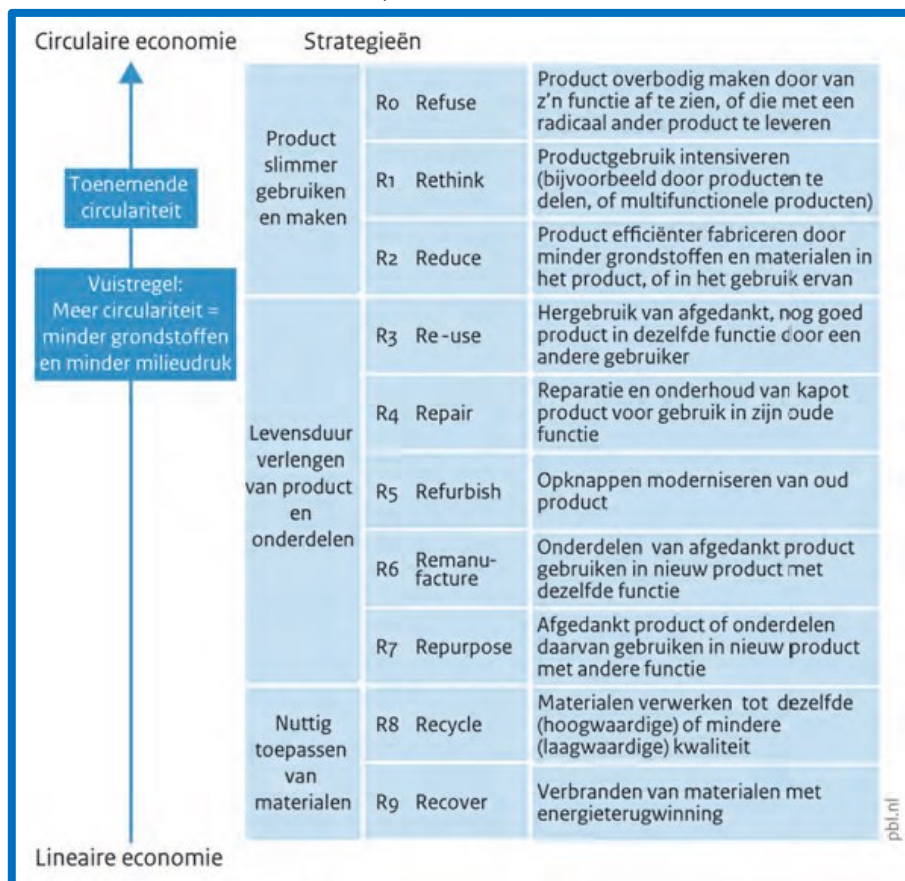 Circulaire economie
Strategieën
Toenemende
circulariteit
Vuistregel:
Meer circulariteit =
minder grondstoffen
en minder milieudruk
Lineaire economie
Product
slimmer
gebruiken
en maken
Ro Refuse
Product overbodig maken door van
z'n functie af te zien, of die met een
radicaal ander product te leveren
R1 Rethink
Productgebruik intensiveren
(bijvoorbeeld door producten te
delen, of multifunctionele producten)
R2 Reduce
Product efficiënter fabriceren door
minder grondstoffen en materialen in
het product, of in het gebruik ervan
Levensduur
verlengen
van product
en
onderdelen
R3 Re-use
Hergebruik van afgedankt, nog goed
product in dezelfde functie door een
andere gebruiker
R4 Repair
Reparatie en onderhoud van kapot
product voor gebruik in zijn oude
functie
R5 Refurbish
Opknappen moderniseren van oud
product
R6 Remanu-
facture
Onderdelen van afgedankt product
gebruiken in nieuw product met
dezelfde functie
R7 Repurpose
Afgedankt product of onderdelen
daarvan gebruiken in nieuw product
met andere functie
Nuttig
toepassen
van
materialen
R8 Recycle
Materialen verwerken tot dezelfde
(hoogwaardige) of mindere
(laagwaardige) kwaliteit
R9 Recover
Verbranden van materialen met
energieterugwinning
pbl.nl